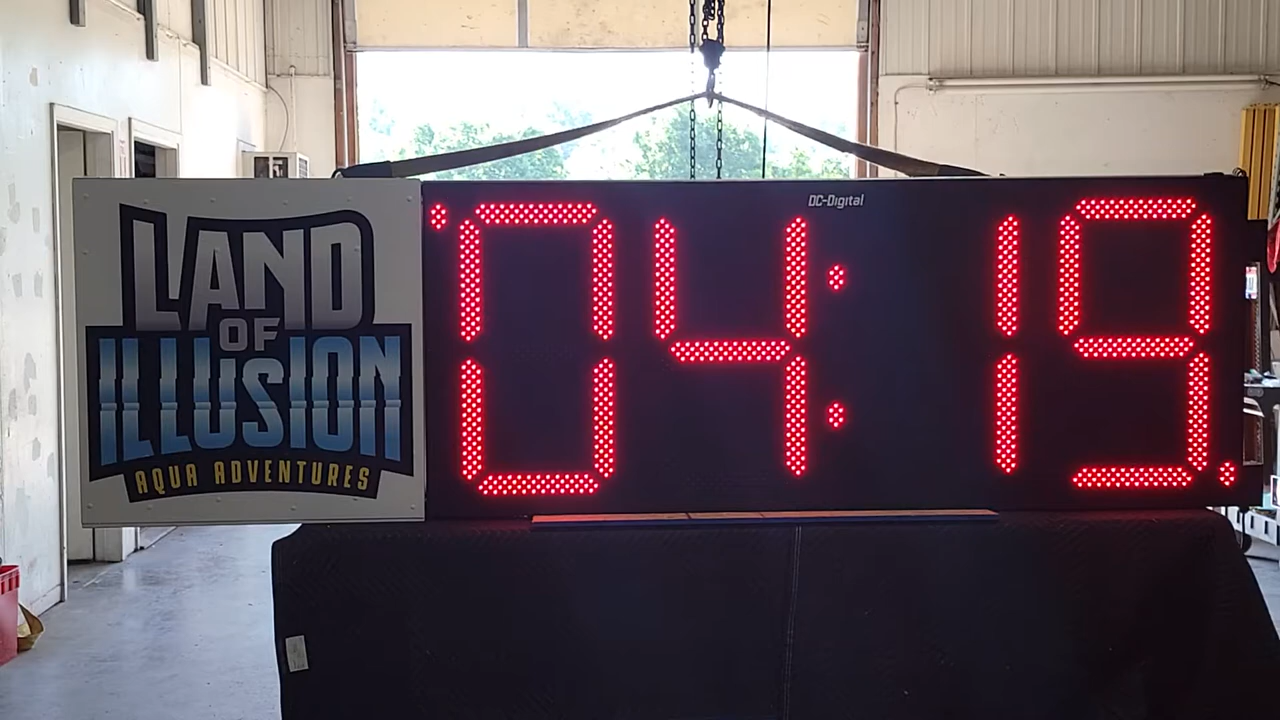 LAND
OF
ILLUSION
AQUA ADVENTURES
DC-Digital
04:19